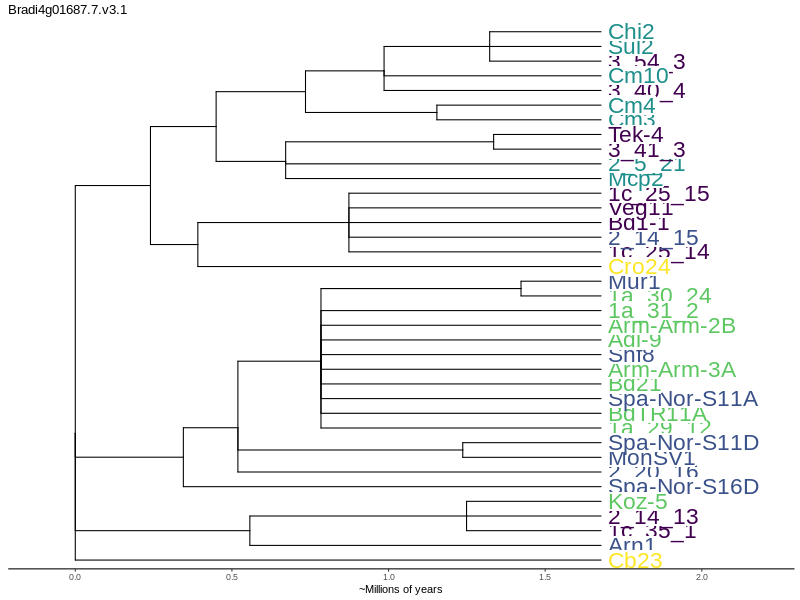 Bradi4g01687.7.v3.1
Chi2
Sul2
3_54_3
Cm10
3_40_4
Cm4
Cm3
Tek-4
3_41_3
2_5_21
Mcp2
1c_25_15
Veg11
Bd1-1
2_14_15
1c_25_14
Cro24
Mur1
1a_30_24
1a_31_2
Arm-Arm-2B
Adi-9
Shf8
Arm-Arm-3A
Bd21
Spa-Nor-S11A
BdTR11A
1a_29_12
Spa-Nor-S11D
MonSV1
2_20_16
Spa-Nor-S16D
Koz-5
2_14_13
1c_35_1
Arn1
Cb23
0.0 0.5 1.0 1.5 2.0
~Millions of years